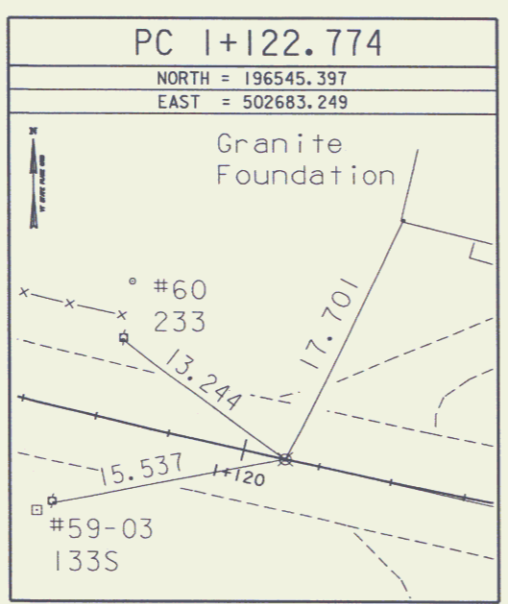 PC 1+122.774
NORTH = 196545.397
EAST = 502683.249
Granite
Foundation
#60
233
17.701
13.244
15.537
1+120
#59-03
133S